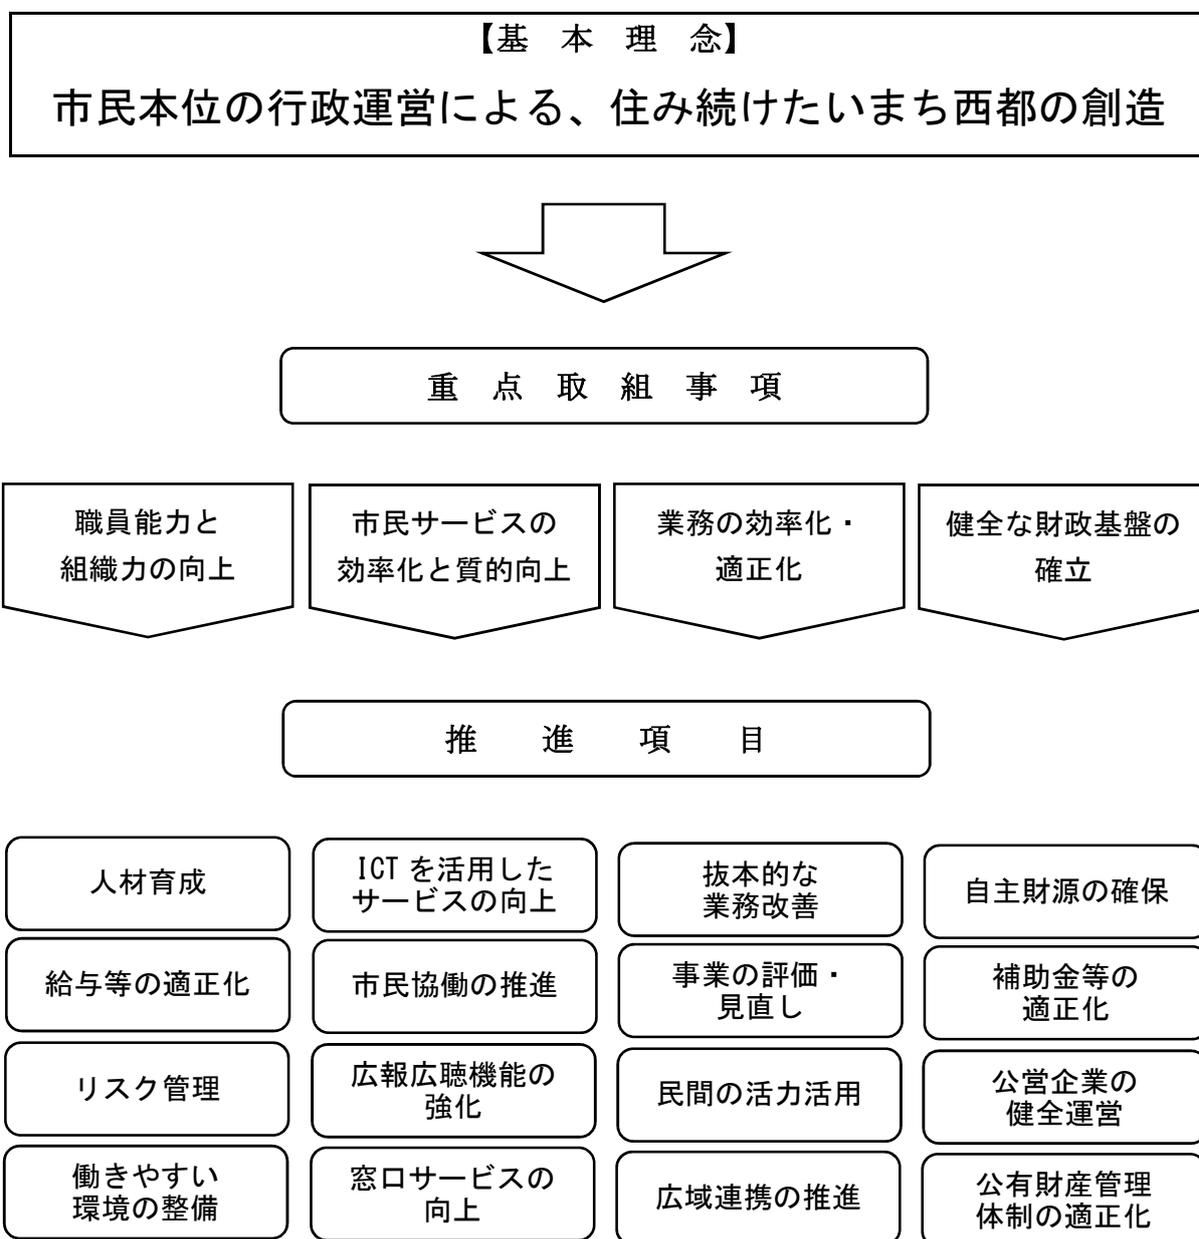 【基　本　理　念】
市民本位の行政運営による、住み続けたいまち西都の創造
重　点　取　組　事　項
職員能力と
組織力の向上
市民サービスの
効率化と質的向上
業務の効率化・
適正化
健全な財政基盤の
確立
推　進　項　目
人材育成
給与等の適正化
リスク管理
働きやすい
環境の整備
ICT を活用した
サービスの向上
市民協働の推進
広報広聴機能の
強化
窓口サービスの
向上
抜本的な
業務改善
事業の評価・
見直し
民間の活力活用
広域連携の推進
自主財源の確保
補助金等の
適正化
公営企業の
健全運営
公有財産管理
体制の適正化